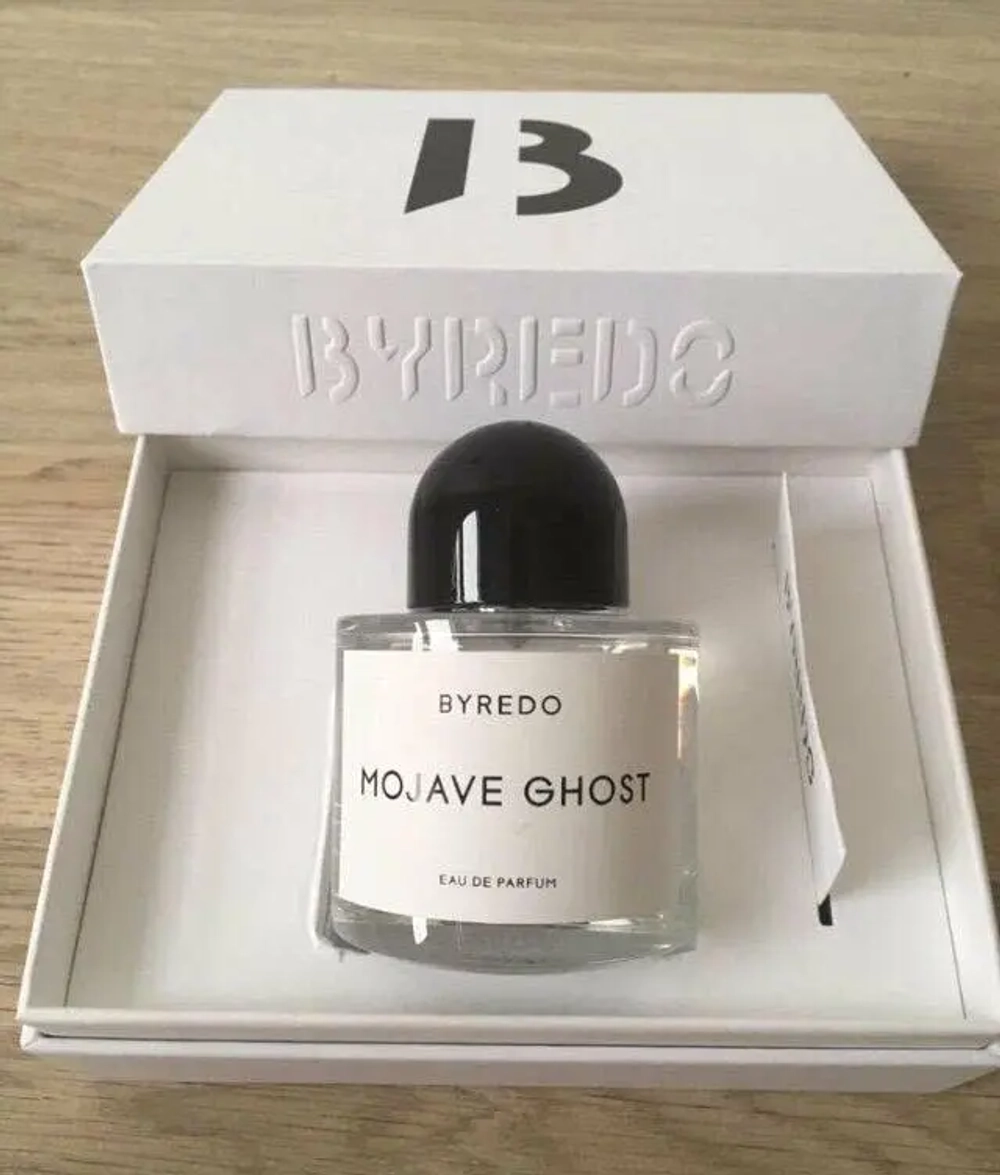 B
BYREDO
BYREDO
MOJAVE GHOST
EAU DE PARFUM